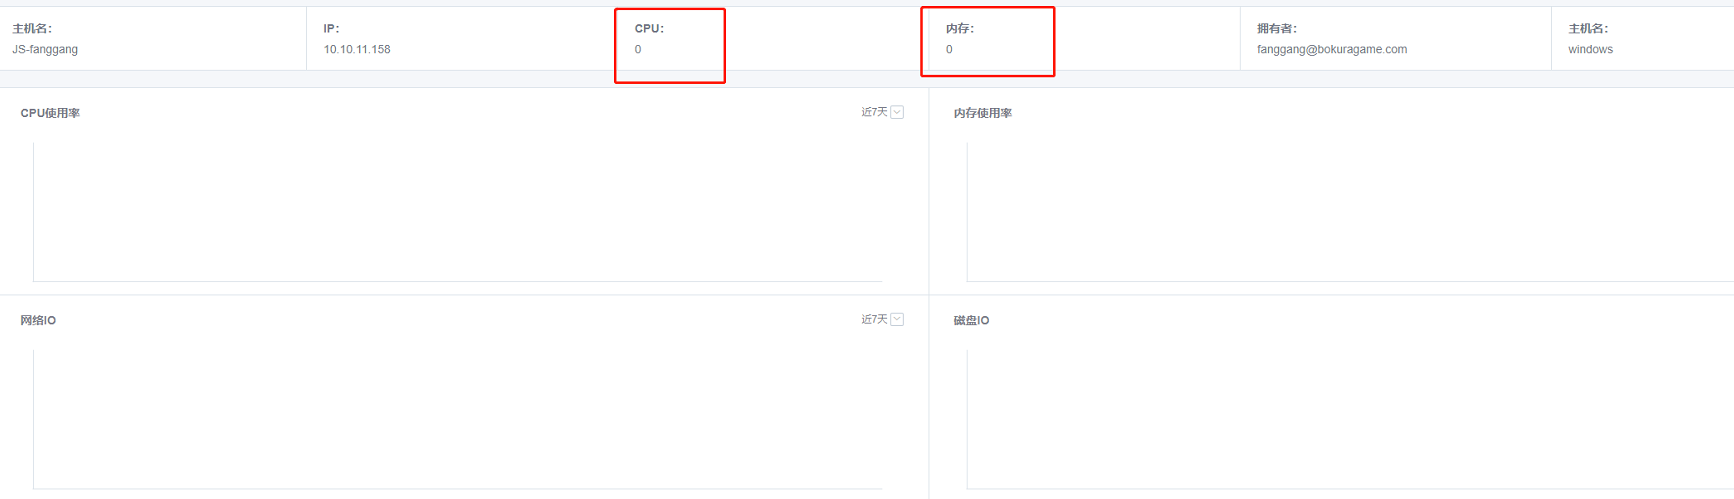 主机名：
JS-fanggang
IP：
10.10.11.158
CPU：
0
内存：
0
拥有者：
fanggang@bokuragame.com
主机名：
windows
CPU使用率
近7天
内存使用率
网络IO
近7天
磁盘IO